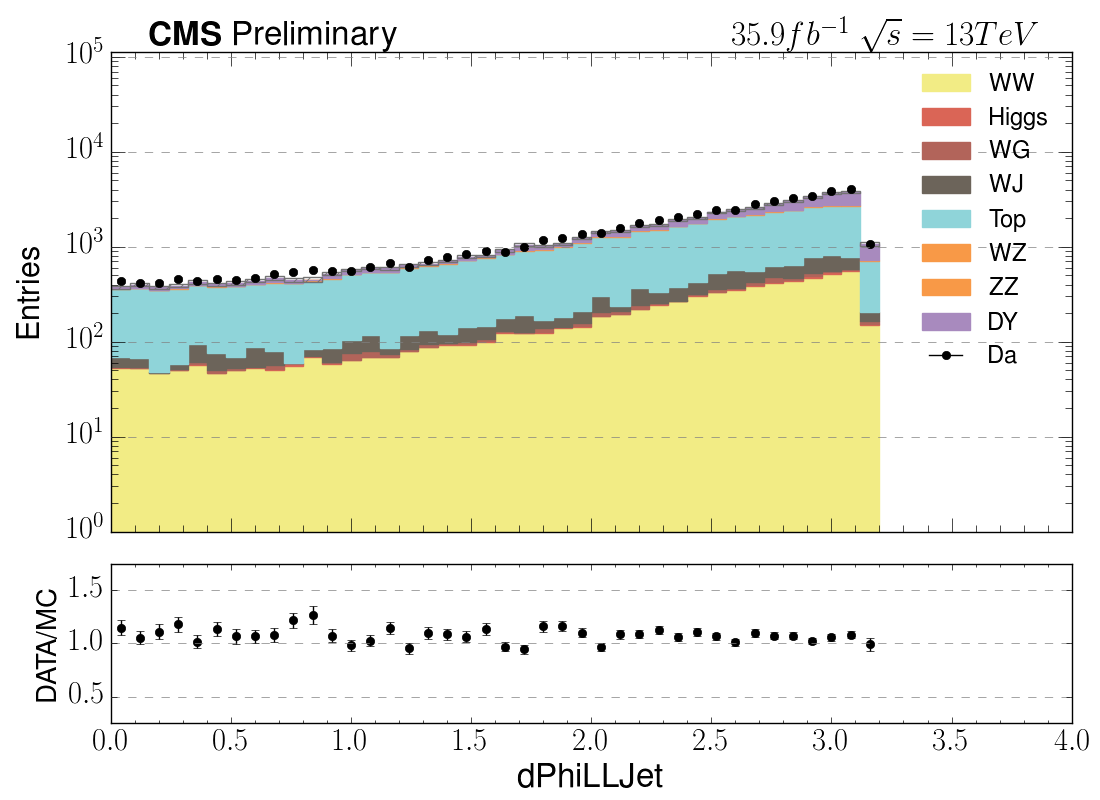 CMS Preliminary 35.9fb⁻¹ √s = 13TeV
10⁵
10⁴
10³
10²
10¹
10⁰
Entries
WW
Higgs
WG
WJ
Top
WZ
ZZ
DY
Da
1.5
1.0
0.5
DATA/MC
0.0 0.5 1.0 1.5 2.0 2.5 3.0 3.5 4.0
dPhiLLJet